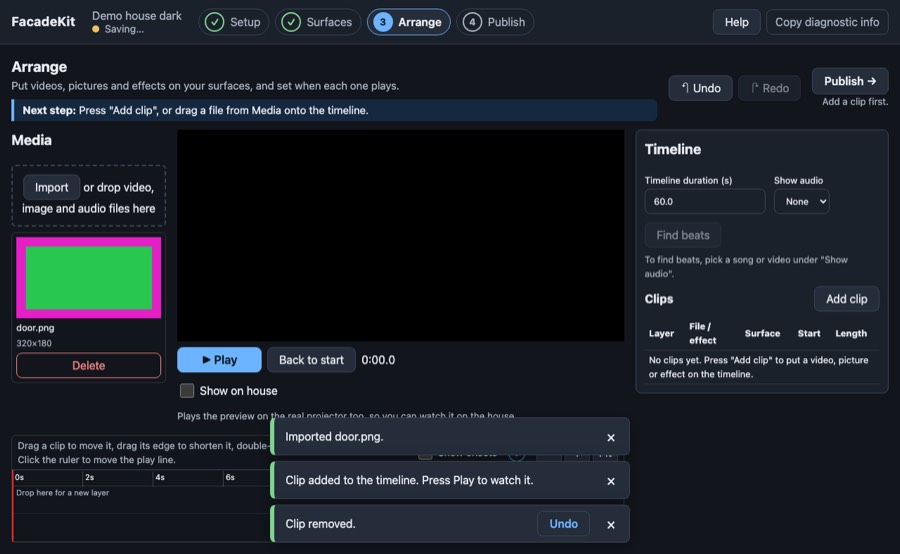 FacadeKit
Demo house dark
Saving...
Setup
Surfaces
3 Arrange
4 Publish
Help
Copy diagnostic info
Arrange
Put videos, pictures and effects on your surfaces, and set when each one plays.
Next step: Press "Add clip", or drag a file from Media onto the timeline.
Undo
Redo
Publish →
Add a clip first.
Media
Import or drop video,
image and audio files here
door.png
320×180
Delete
Play
Back to start
0:00.0
Show on house
Plays the preview on the real projector too, so you can watch it on the house.
Timeline
Timeline duration (s)
Show audio
60.0
None
Find beats
To find beats, pick a song or video under "Show
audio".
Clips
Add clip
Layer
File /
effect
Surface
Start
Length
No clips yet. Press "Add clip" to put a video, picture
or effect on the timeline.
Drag a clip to move it, drag its edge to shorten it, double-
Click the ruler to move the play line.
0s
2s
4s
6s
Drop here for a new layer
Imported door.png.
×
Clip added to the timeline. Press Play to watch it.
×
Clip removed.
Undo
×